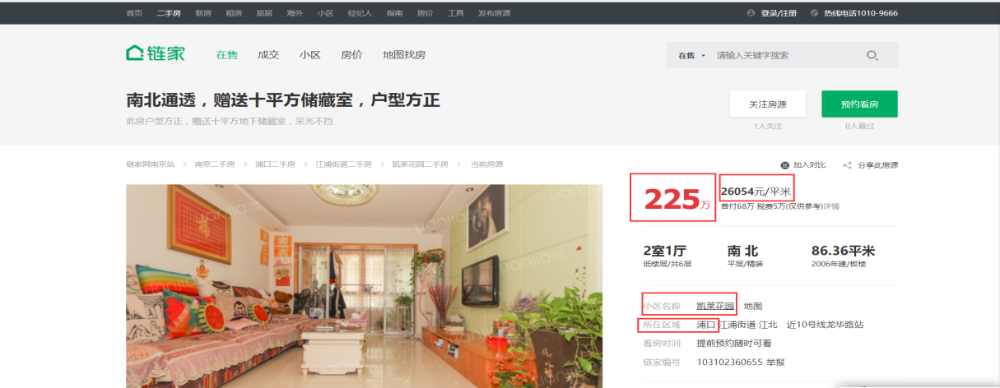 首页 二手房 新房 租房 旅居 海外 小区 经纪人 指南 房价 工具 发布房源 登录/注册 热线电话1010-9666
链家 在售 成交 小区 房价 地图找房 在售 请输入关键字搜索
南北通透，赠送十平方储藏室，户型方正
此房户型方正，赠送十平方地下储藏室，采光不挡
关注房源 预约看房
1人关注 0人看过
链家网南京站 > 南京二手房 > 浦口二手房 > 江浦街道二手房 > 凯莱花园二手房 > 当前房源
加入对比 分享此房源
225万
26054元/平米
首付68万 税费5万(仅供参考)详情
2室1厅 南 北 86.36平米
低楼层/共6层 平层/精装 2006年建/板楼
小区名称 凯莱花园 地图
所在区域 浦口 江浦街道 江北 近10号线龙华路站
看房时间 提前预约随时可看
链家编号 103102360655 举报
福
lianjia
lianjia
lianjia
lianjia